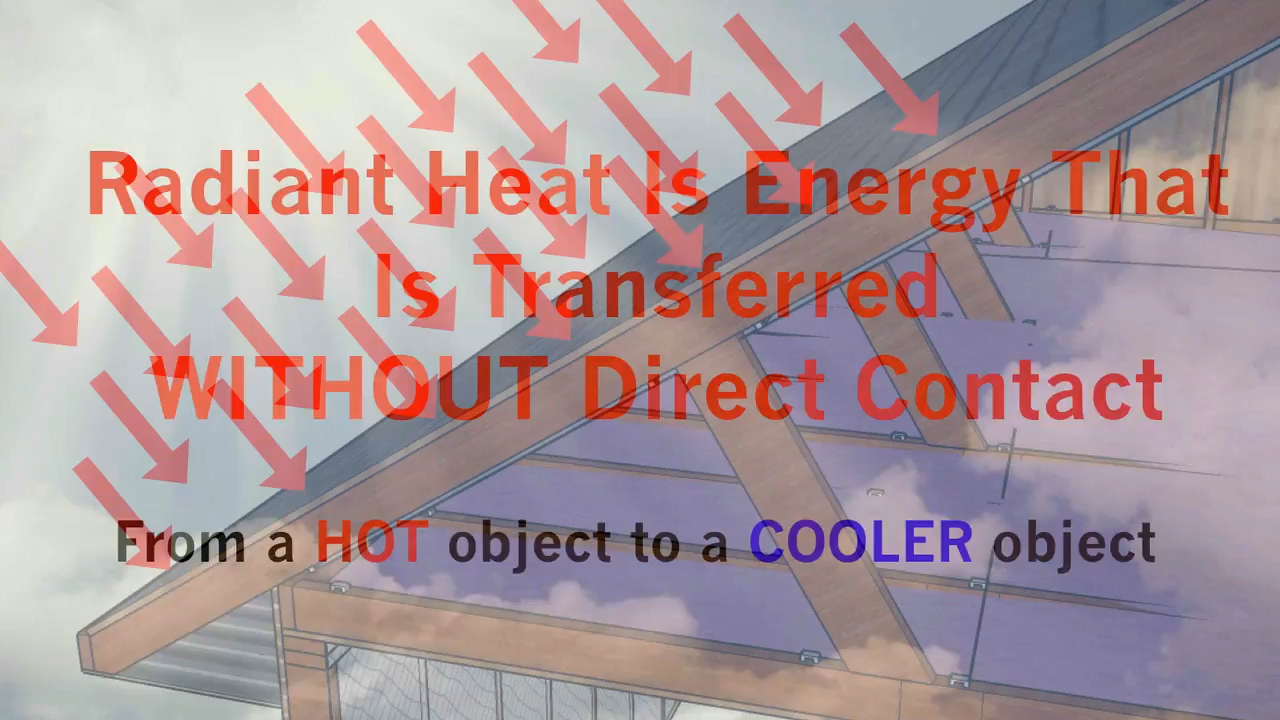 Radiant Heat Is Energy That
Is Transferred
WITHOUT Direct Contact
From a HOT object to a COOLER object